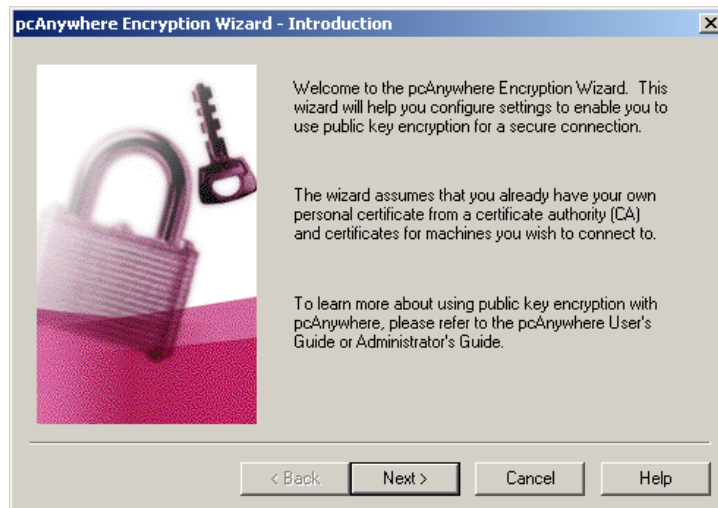 pcAnywhere Encryption Wizard - Introduction
Welcome to the pcAnywhere Encryption Wizard. This
wizard will help you configure settings to enable you to
use public key encryption for a secure connection.
The wizard assumes that you already have your own
personal certificate from a certificate authority (CA)
and certificates for machines you wish to connect to.
To learn more about using public key encryption with
pcAnywhere, please refer to the pcAnywhere User's
Guide or Administrator's Guide.
< Back Next > Cancel Help